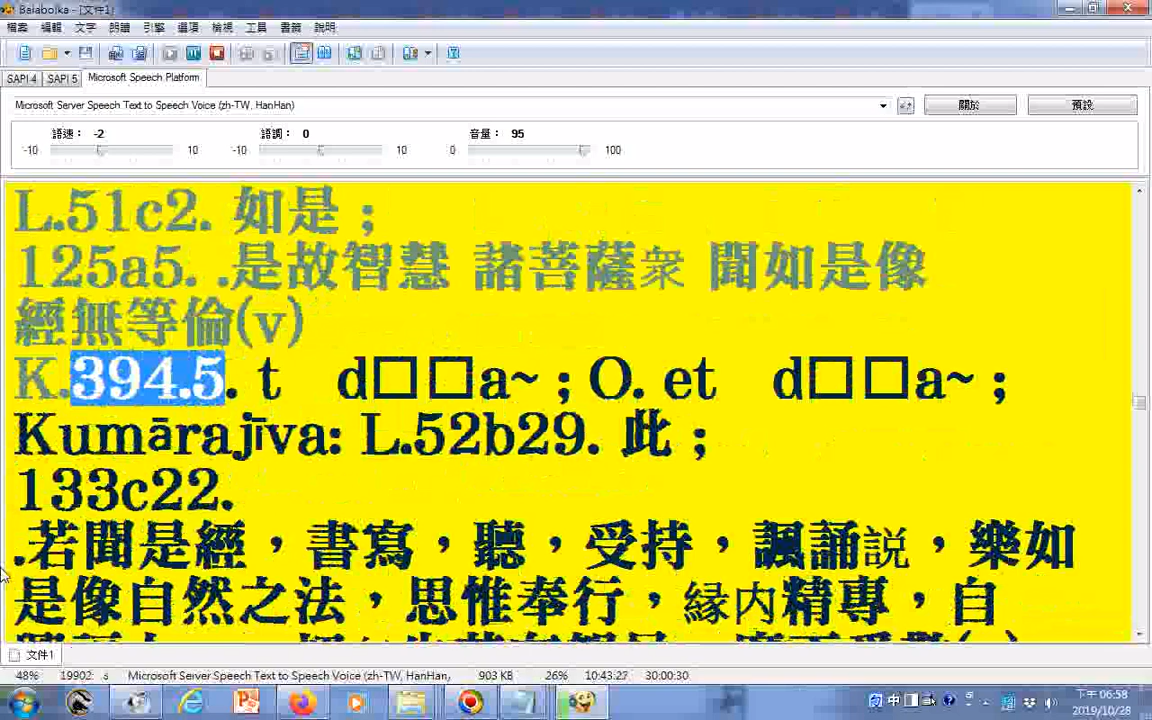 Balabolka - [文件1]
檔案 編輯 文字 朗讀 引擎 選項 檢視 工具 書籤 說明
SAPI 4 SAPI 5 Microsoft Speech Platform
Microsoft Server Speech Text to Speech Voice (zh-TW, HanHan) 關於 預設
語速： -2 語調： 0 音量： 95
-10 10 -10 10 0 100
L.51c2. 如是；
125a5. .是故智慧 諸菩薩衆 聞如是像
經無等倫(v)
K.394.5. t d□□a~ ; O. et d□□a~ ;
Kumārajīva: L.52b29. 此；
133c22.
.若聞是經，書寫，聽，受持，諷誦説，樂如
是像自然之法，思惟奉行，縁内精專，自
文件1
48% 19902: s Microsoft Server Speech Text to Speech Voice (zh-TW, HanHan, 903 KB 26% 10:43:27 30:00:30
中 下午 06:58
2019/10/28